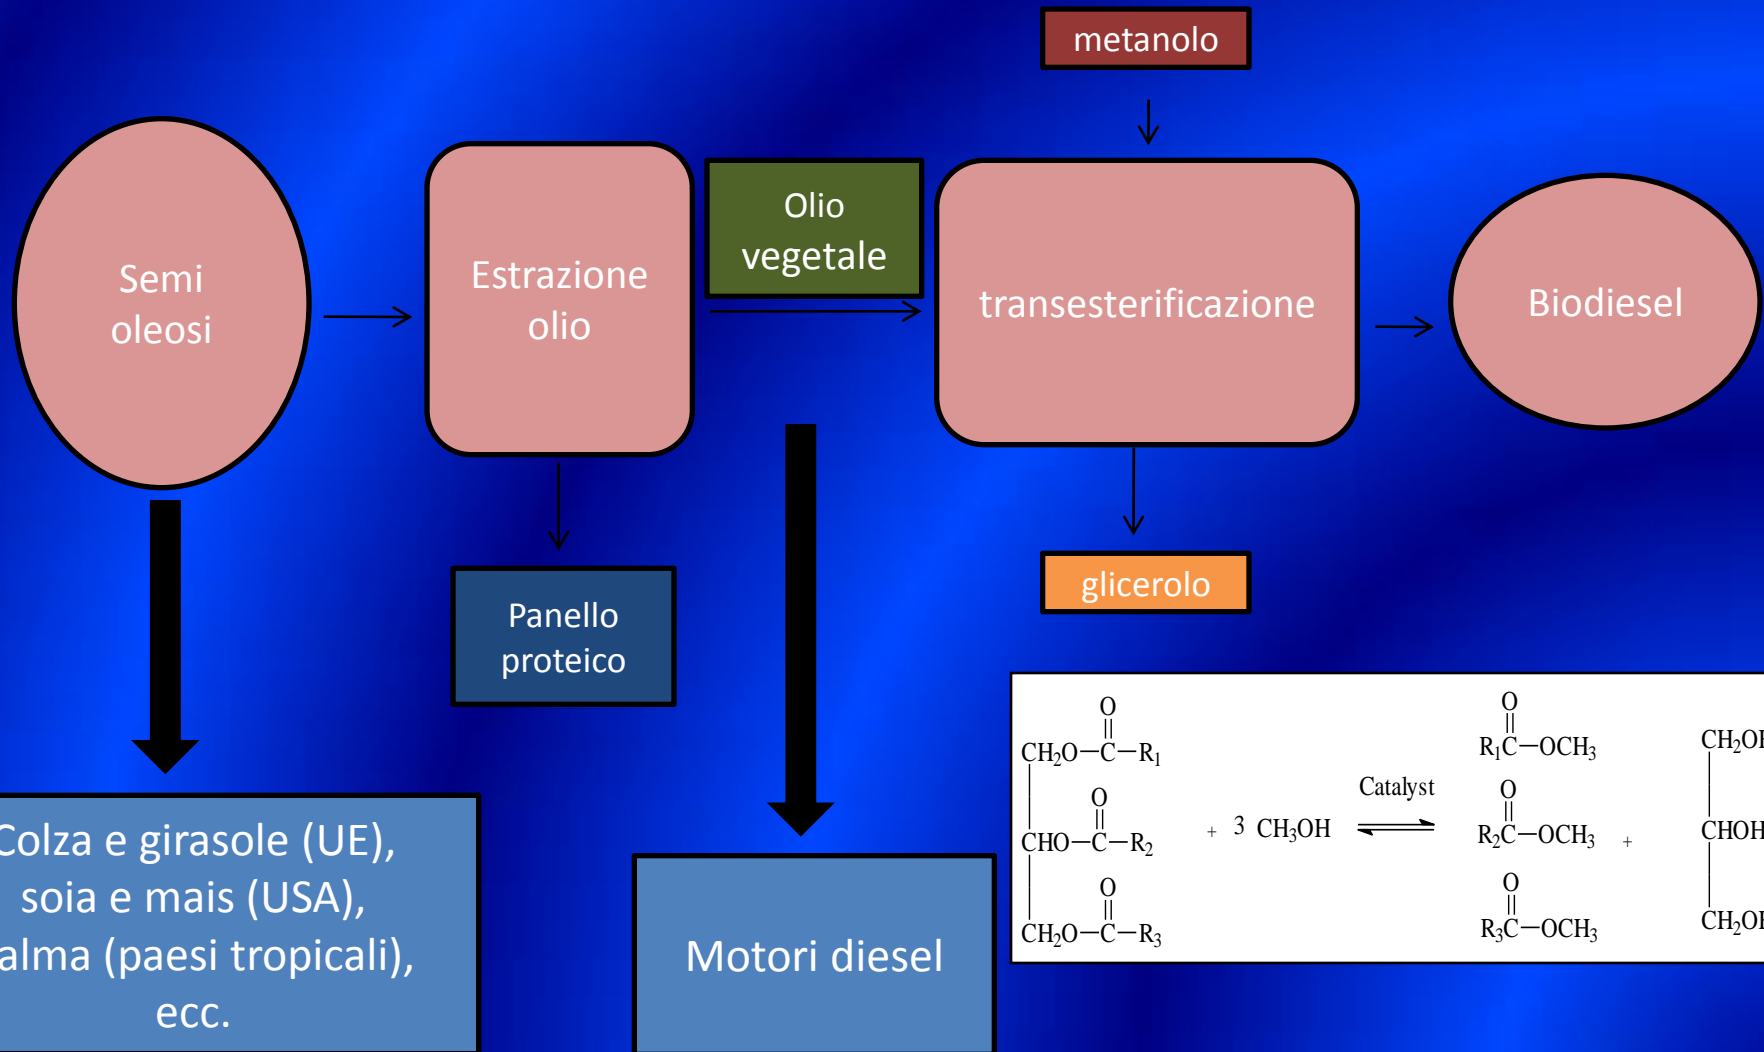 metanolo
Semi
oleosi
Estrazione
olio
Olio
vegetale
transesterificazione
Biodiesel
Panello
proteico
glicerolo
Colza e girasole (UE),
soia e mais (USA),
alma (paesi tropicali),
ecc.
Motori diesel
O
CH₂O—C—R₁
O
CHO—C—R₂
O
CH₂O—C—R₃
+ 3 CH₃OH
Catalyst
O
R₁C—OCH₃
O
R₂C—OCH₃
O
R₃C—OCH₃
+
CH₂OH
CHOH
CH₂OH